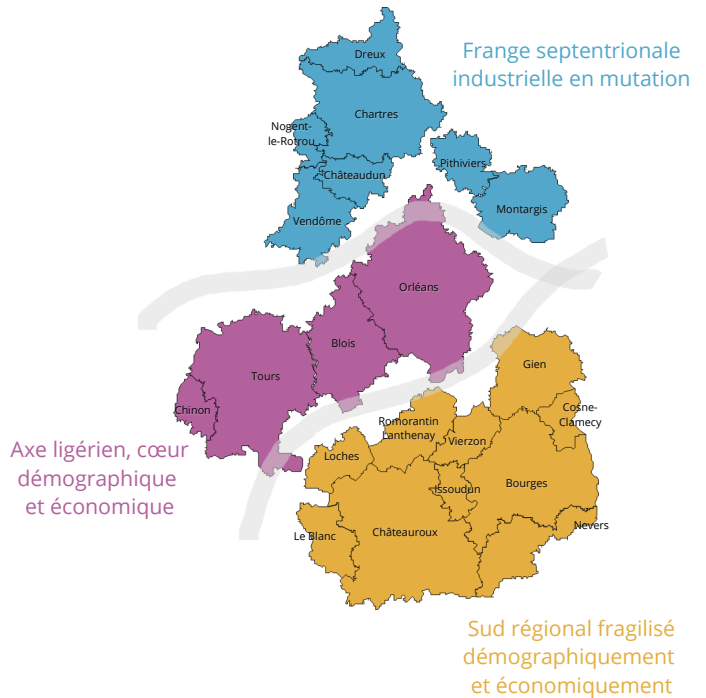 Frange septentrionale
industrielle en mutation
Dreux
Chartres
Nogent-
le-Rotrou
Châteaudun
Pithiviers
Vendôme
Montargis
Orléans
Blois
Tours
Chinon
Axe ligérien, cœur
démographique
et économique
Gien
Cosne-
Clamecy
Romorantin
Lanthenay
Vierzon
Loches
Issoudun
Bourges
Châteauroux
Le Blanc
Nevers
Sud régional fragilisé
démographiquement
et économiquement